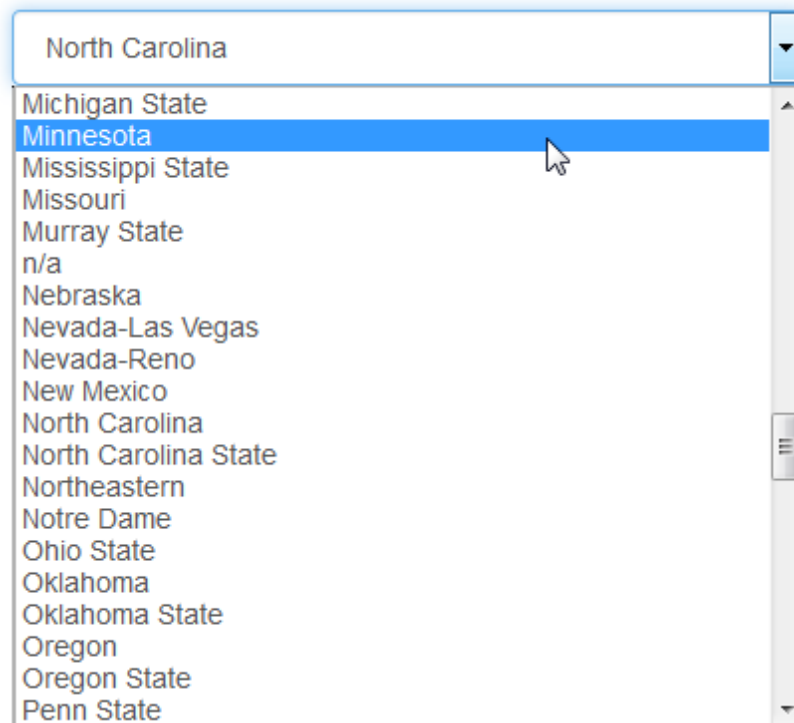 North Carolina
Michigan State
Minnesota
Mississippi State
Missouri
Murray State
n/a
Nebraska
Nevada-Las Vegas
Nevada-Reno
New Mexico
North Carolina
North Carolina State
Northeastern
Notre Dame
Ohio State
Oklahoma
Oklahoma State
Oregon
Oregon State
Penn State